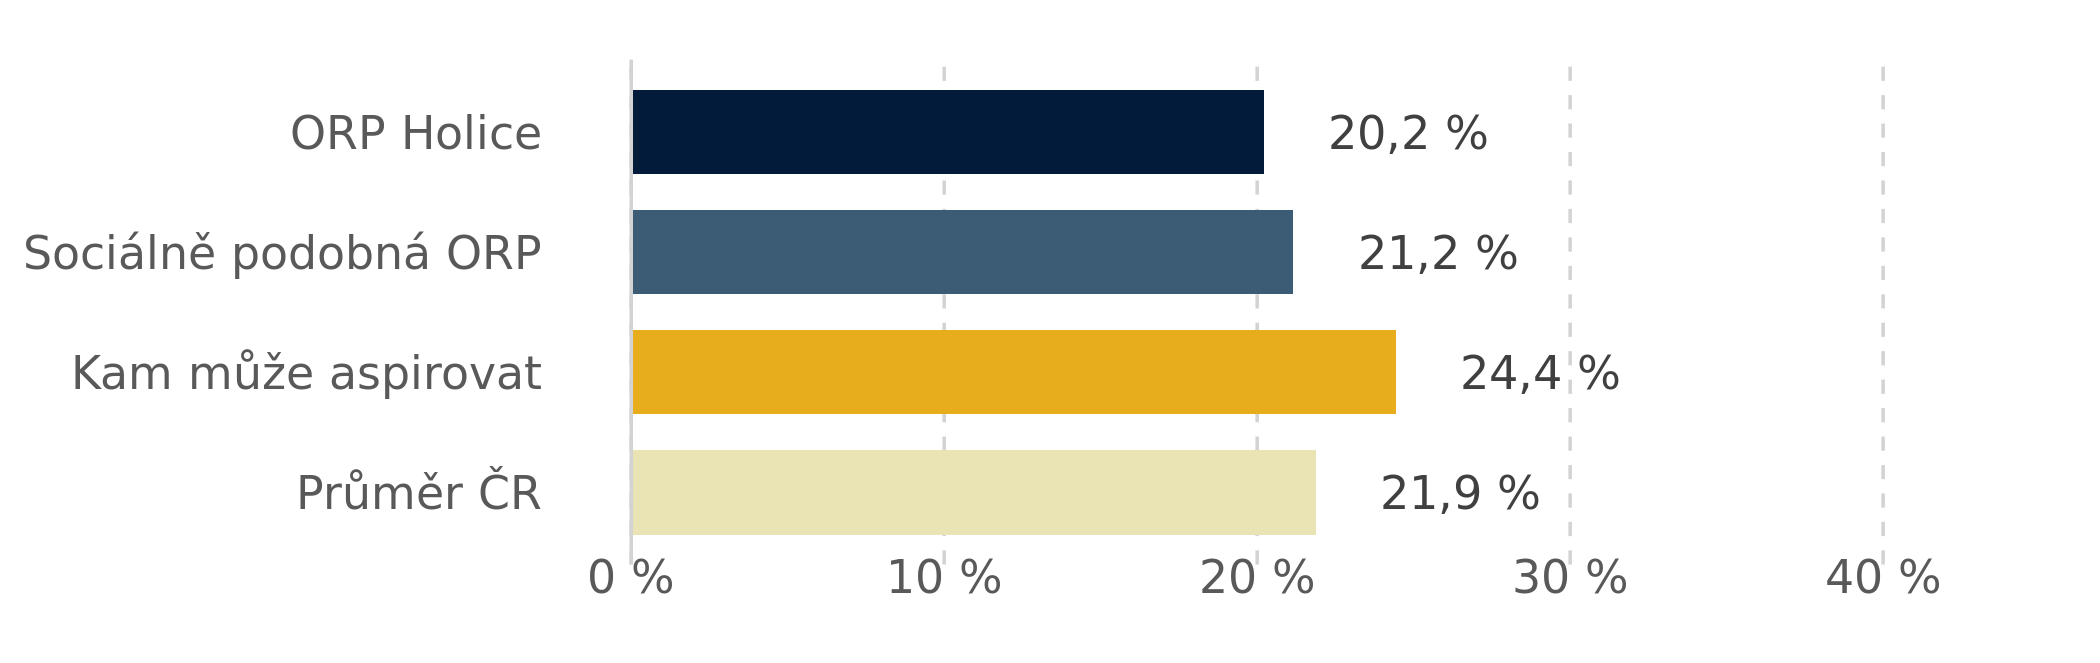 ORP Holice 20,2 %
Sociálně podobná ORP 21,2 %
Kam může aspirovat 24,4 %
Průměr ČR 21,9 %
0 % 10 % 20 % 30 % 40 %